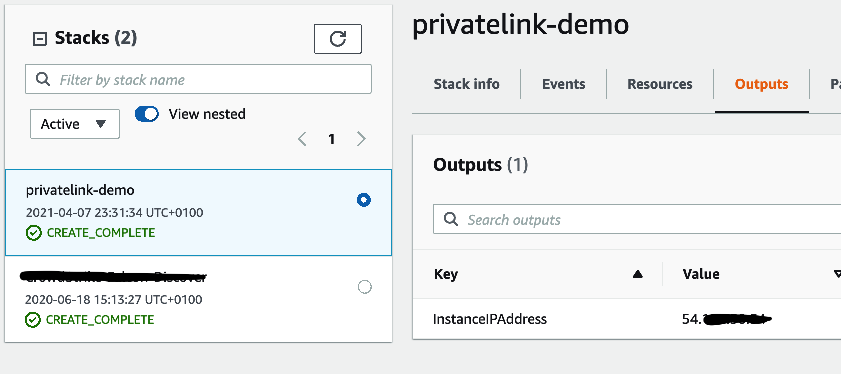 Stacks (2)
Filter by stack name
Active
View nested
1
privatelink-demo
2021-04-07 23:31:34 UTC+0100
CREATE_COMPLETE
2020-06-18 15:13:27 UTC+0100
CREATE_COMPLETE
privatelink-demo
Stack info Events Resources Outputs
Outputs (1)
Search outputs
Key Value
InstanceIPAddress 54.